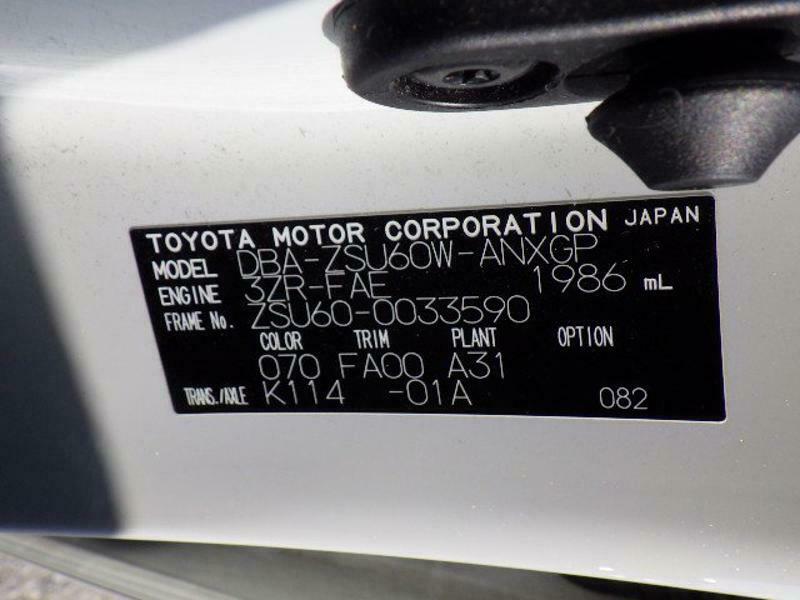 TOYOTA MOTOR CORPORATION JAPAN
MODEL DBA-ZSU60W-ANXGP
ENGINE 3ZR-FAE 1986 mL
FRAME No. ZSU60-0033590
COLOR TRIM PLANT OPTION
070 FA00 A31
TRANS./AXLE K114 -01A 082